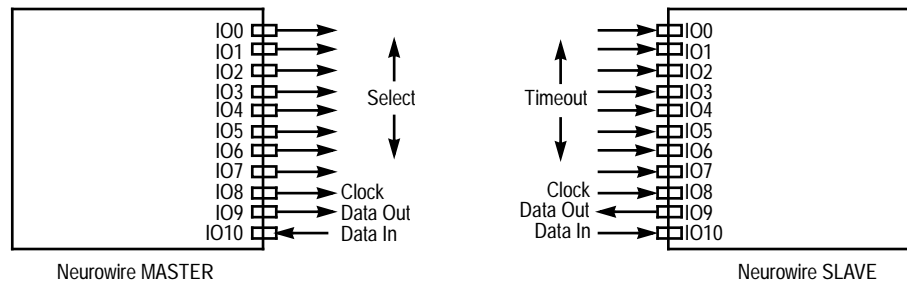 IO0
IO1
IO2
IO3
IO4
IO5
IO6
IO7
IO8
IO9
IO10
Select
Clock
Data Out
Data In
Neurowire MASTER
Timeout
Clock
Data Out
Data In
IO0
IO1
IO2
IO3
IO4
IO5
IO6
IO7
IO8
IO9
IO10
Neurowire SLAVE